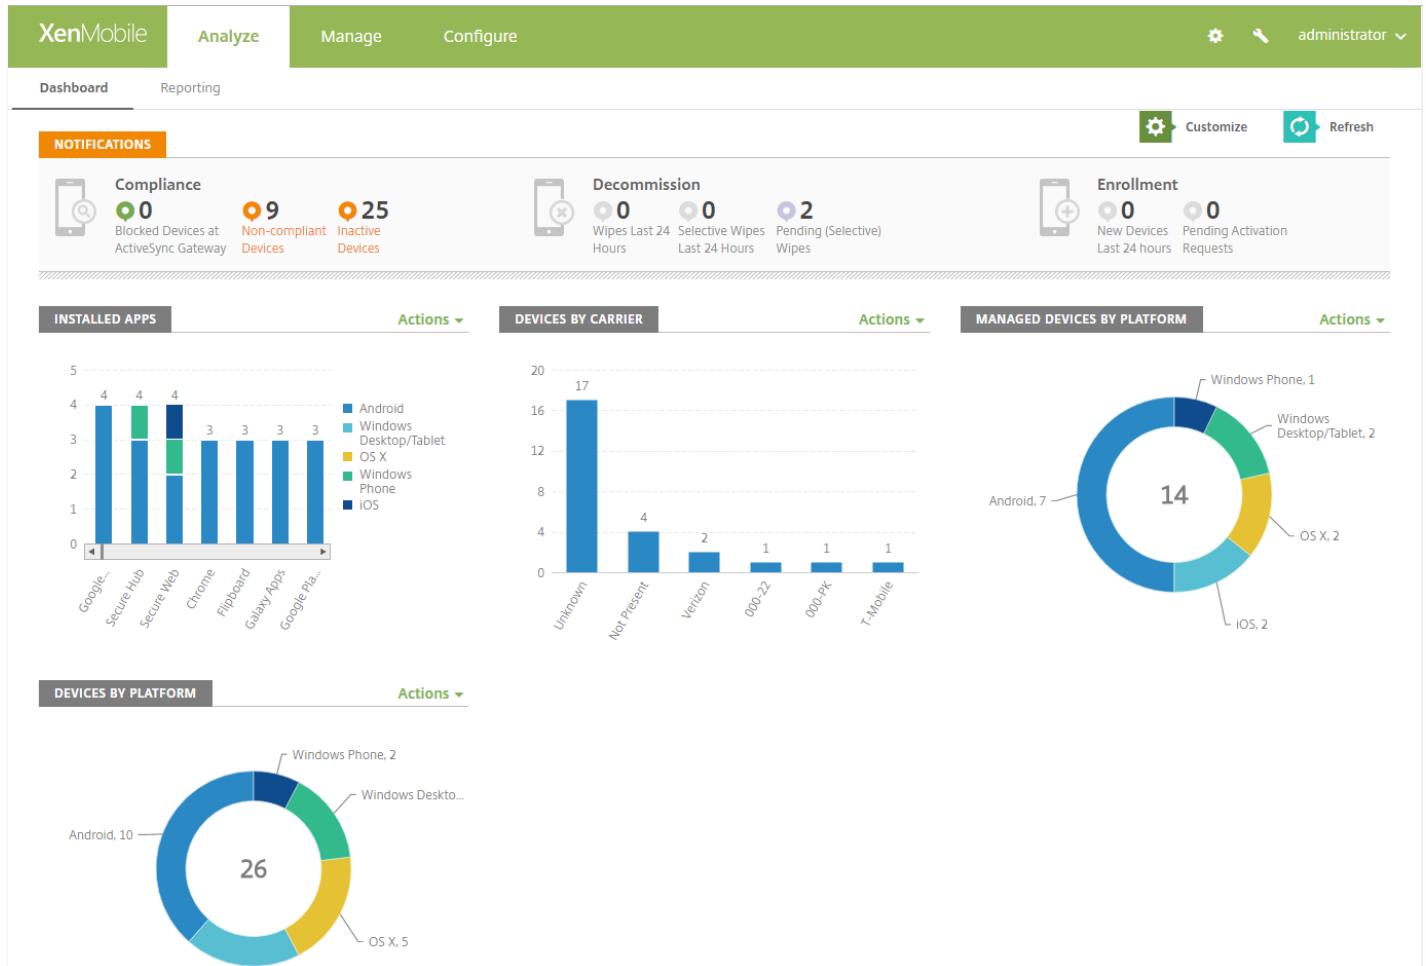 XenMobile
Analyze
Manage
Configure
administrator
Dashboard
Reporting
Customize
Refresh
NOTIFICATIONS
Compliance
0
Blocked Devices at
ActiveSync Gateway
9
Non-compliant
Devices
25
Inactive
Devices
Decommission
0
Wipes Last 24
Hours
0
Selective Wipes
Last 24 Hours
2
Pending (Selective)
Wipes
Enrollment
0
New Devices
Last 24 hours
0
Pending Activation
Requests
INSTALLED APPS
Actions
5
4
3
2
1
0
4
4
4
3
3
3
3
Google...
Secure Hub
Secure Web
Chrome
Flipboard
Galaxy Apps
Google Pla...
Android
Windows
Desktop/Tablet
OS X
Windows
Phone
iOS
DEVICES BY CARRIER
Actions
20
16
12
8
4
0
17
4
2
1
1
1
Unknown
Not Present
Verizon
000-22
000-PK
T-Mobile
MANAGED DEVICES BY PLATFORM
Actions
Windows Phone, 1
Windows
Desktop/Tablet, 2
Android, 7
14
OS X, 2
iOS, 2
DEVICES BY PLATFORM
Actions
Windows Phone, 2
Windows Deskto...
Android, 10
26
OS X, 5